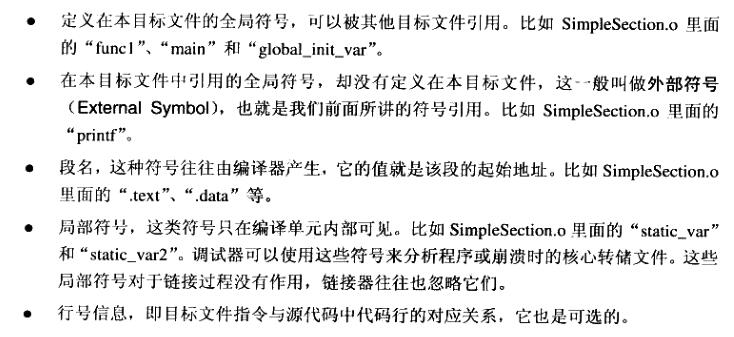 ● 定义在本目标文件的全局符号，可以被其他目标文件引用。比如 SimpleSection.o 里面
的“func1”、“main” 和 “global_init_var”。
● 在本目标文件中引用的全局符号，却没有定义在本目标文件，这一般叫做外部符号
（External Symbol），也就是我们前面所讲的符号引用。比如 SimpleSection.o 里面的
“printf”。
● 段名，这种符号往往由编译器产生，它的值就是该段的起始地址。比如 SimpleSection.o
里面的 “.text”、“.data” 等。
● 局部符号，这类符号只在编译单元内部可见。比如 SimpleSection.o 里面的 “static_var”
和 “static_var2”。调试器可以使用这些符号来分析程序或崩溃时的核心转储文件。这些
局部符号对于链接过程没有作用，链接器往往也忽略它们。
● 行号信息，即目标文件指令与源代码中代码行的对应关系，它也是可选的。